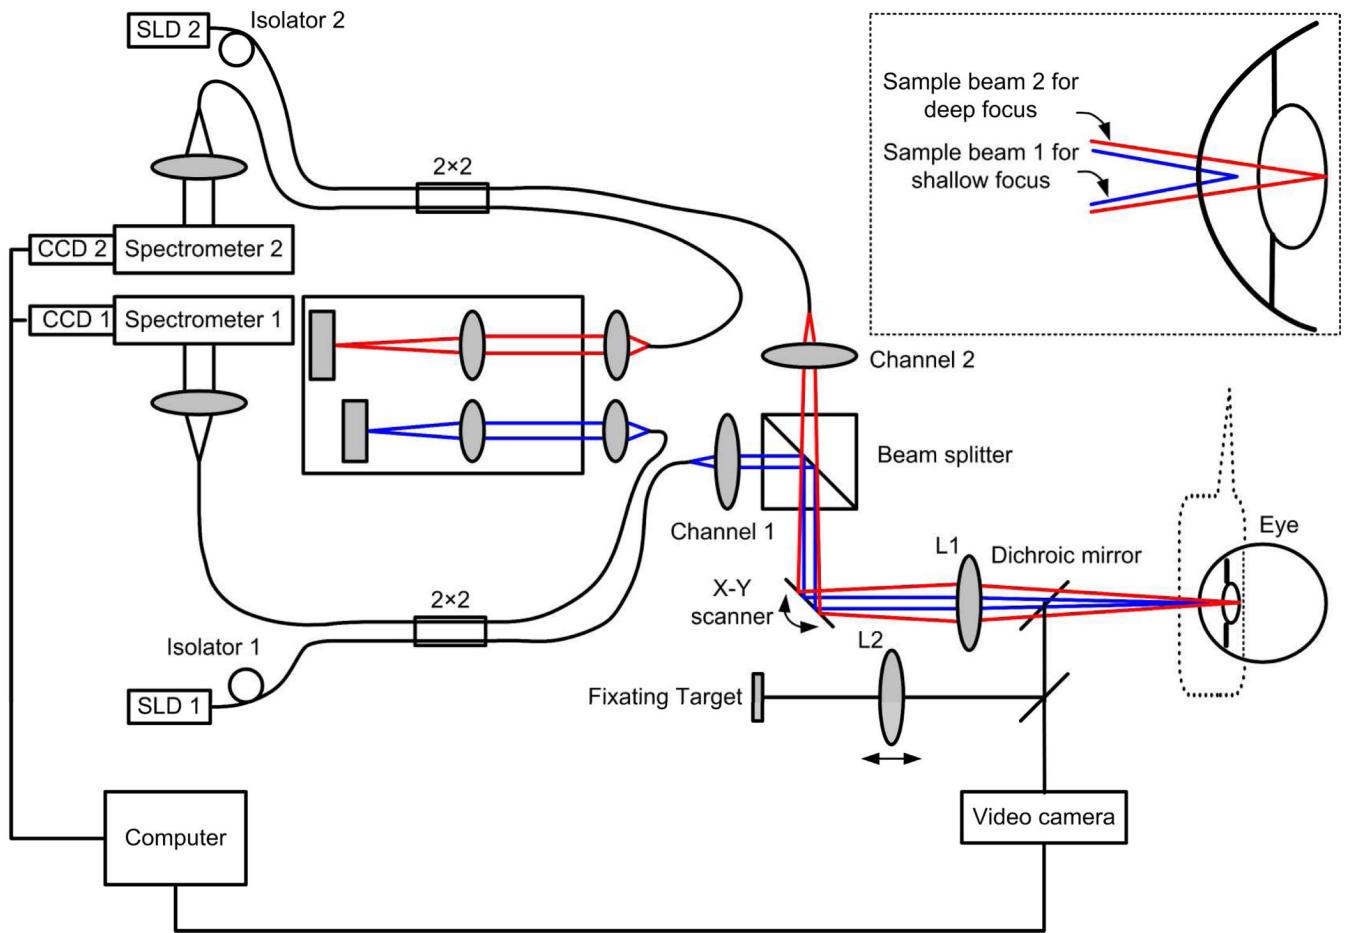 SLD 2
Isolator 2
Sample beam 2 for
deep focus
Sample beam 1 for
shallow focus
2×2
CCD 2
Spectrometer 2
CCD 1
Spectrometer 1
Channel 2
Beam splitter
Channel 1
Eye
L1
Dichroic mirror
X-Y
scanner
2×2
L2
Isolator 1
Fixating Target
SLD 1
Video camera
Computer